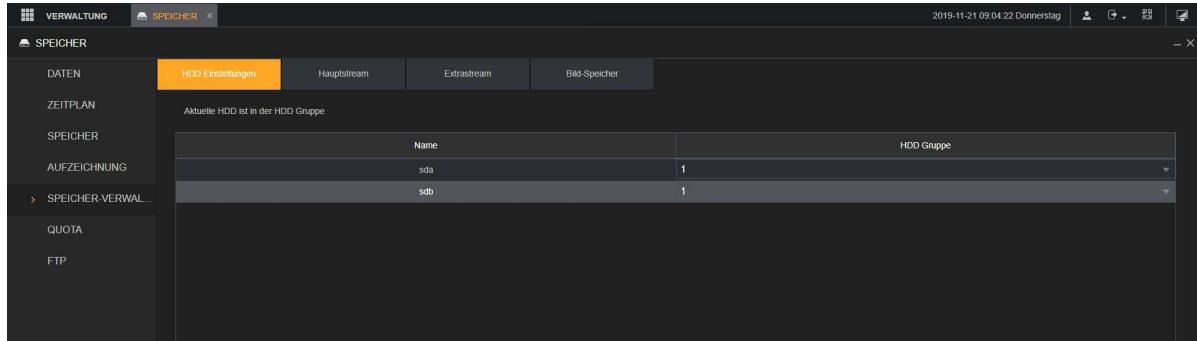 VERWALTUNG SPEICHER × 2019-11-21 09:04:22 Donnerstag
SPEICHER
DATEN
ZEITPLAN
SPEICHER
AUFZEICHNUNG
> SPEICHER-VERWAL...
QUOTA
FTP
HDD Einstellungen Hauptstream Extrastream Bild-Speicher
Aktuelle HDD ist in der HDD Gruppe
Name HDD Gruppe
sda 1
sdb 1